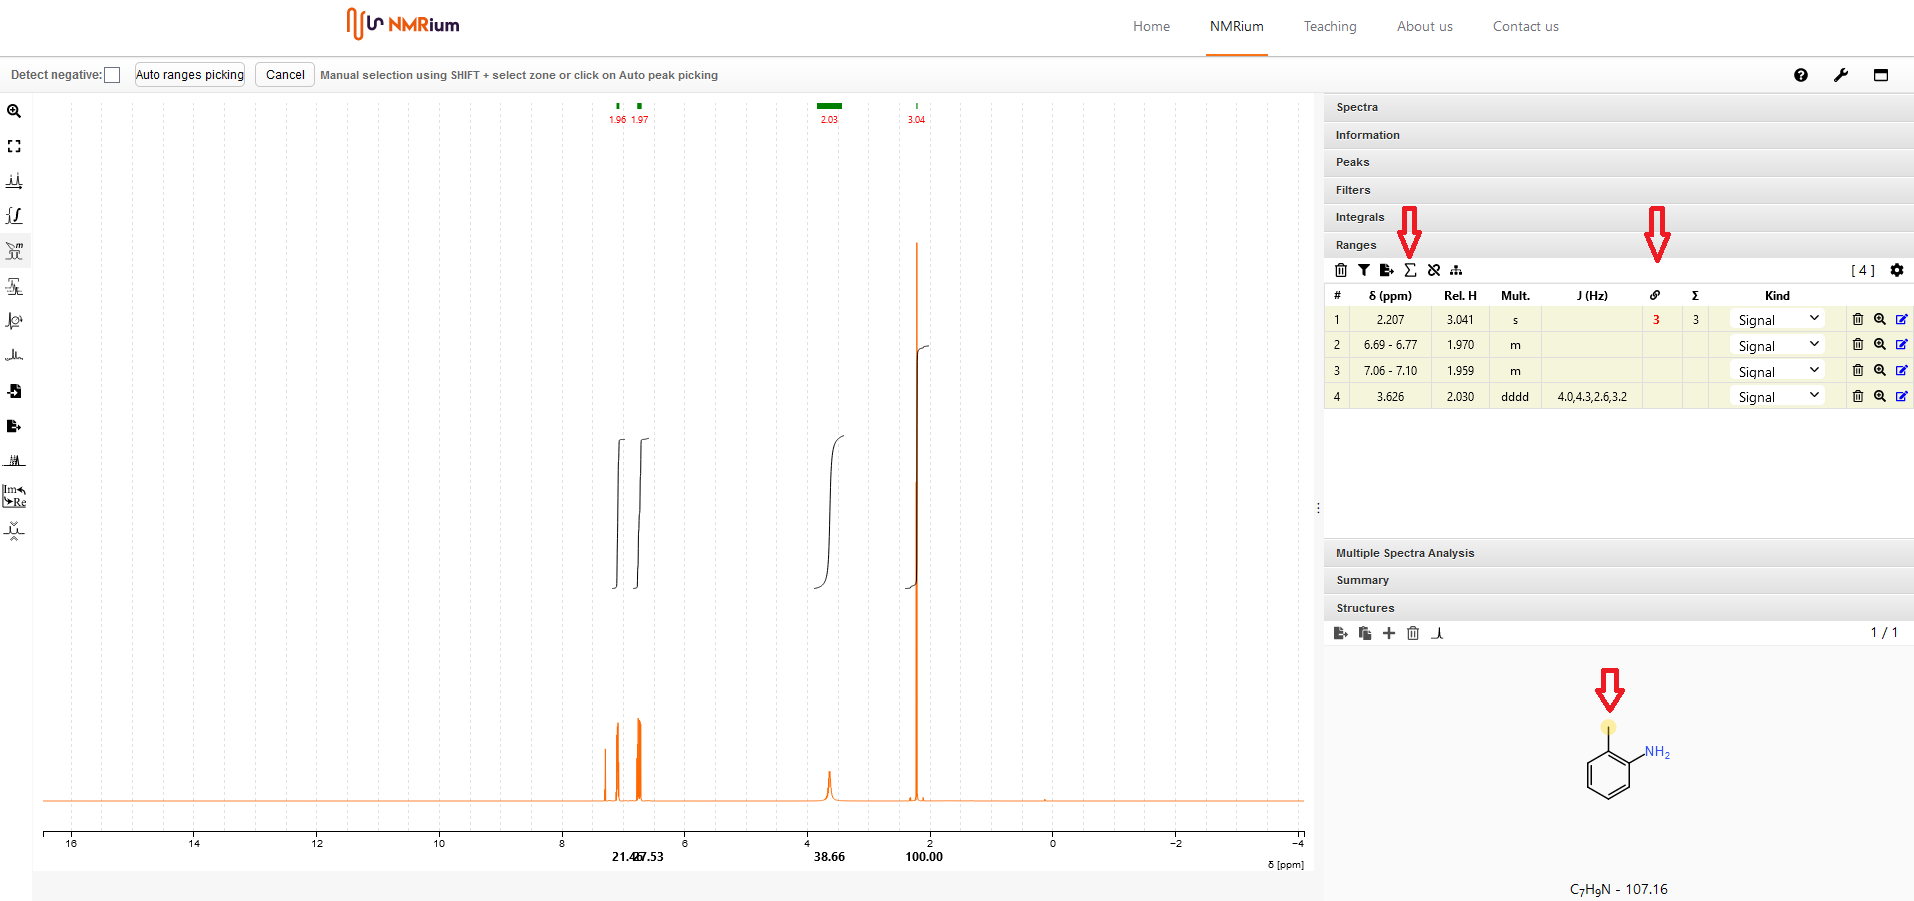 NMRium
Home NMRium Teaching About us Contact us
Detect negative: Auto ranges picking Cancel Manual selection using SHIFT + select zone or click on Auto peak picking
1.96 1.97 2.03 3.04
Im
Re
16 14 12 10 8 6 4 2 0 −2 −4
38.66 100.00
δ [ppm]
Spectra
Information
Peaks
Filters
Integrals
Ranges
[ 4 ]
# δ (ppm) Rel. H Mult. J (Hz) Σ Kind
1 2.207 3.041 s 3 3 Signal
2 6.69 - 6.77 1.970 m Signal
3 7.06 - 7.10 1.959 m Signal
4 3.626 2.030 dddd 4.0,4.3,2.6,3.2 Signal
Multiple Spectra Analysis
Summary
Structures
1 / 1
NH₂
C₇H₉N - 107.16